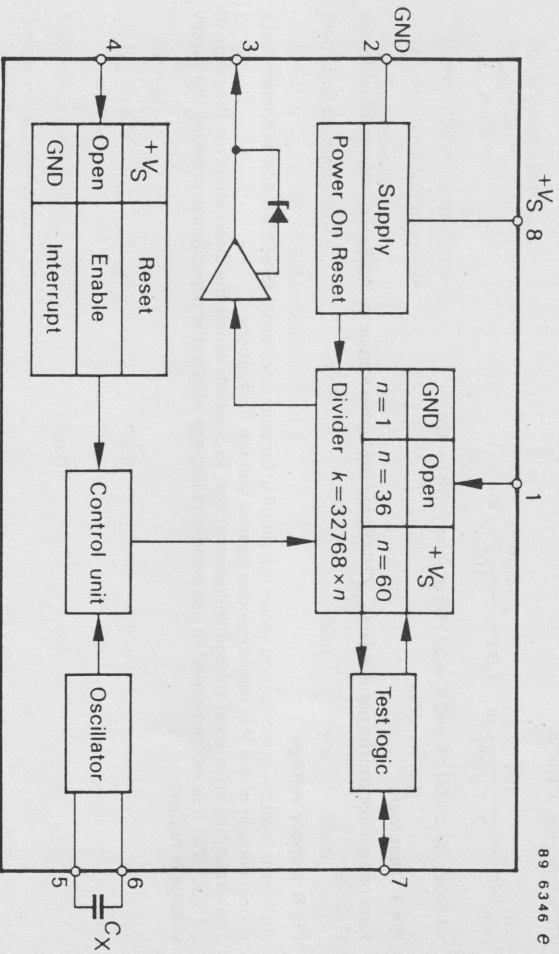 89 6346 e
+VS 8
1
GND
2
Supply
Power On Reset
GND Open +VS
n=1 n=36 n=60
Divider k=32768×n
Test logic
7
3
4
+VS Reset
Open Enable
GND Interrupt
Control unit
Oscillator
6
5
CX